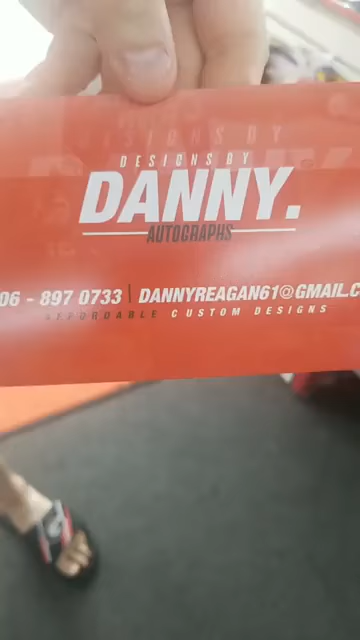 DESIGNS BY
DANNY.
AUTOGRAPHS
06 - 897 0733 | DANNYREAGAN61@GMAIL.C
AFFORDABLE CUSTOM DESIGNS